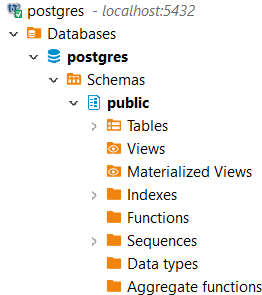 postgres - localhost:5432
Databases
postgres
Schemas
public
Tables
Views
Materialized Views
Indexes
Functions
Sequences
Data types
Aggregate functions